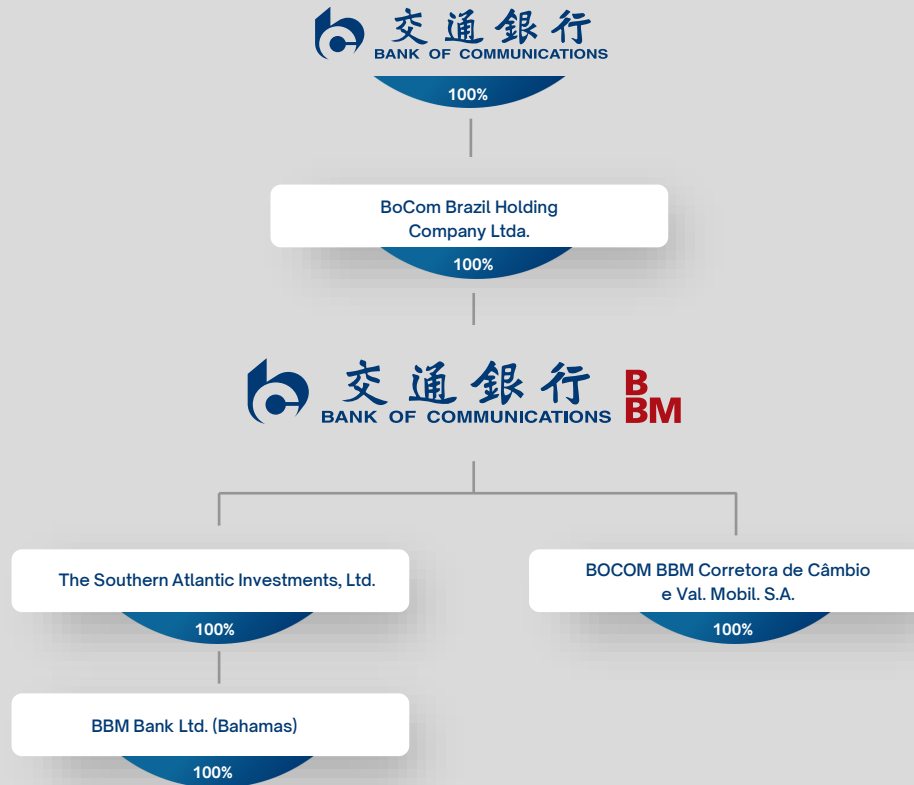 交通銀行
BANK OF COMMUNICATIONS
100%
BoCom Brazil Holding
Company Ltda.
100%
交通銀行
BANK OF COMMUNICATIONS
B
BM
The Southern Atlantic Investments, Ltd.
100%
BOCOM BBM Corretora de Câmbio
e Val. Mobil. S.A.
100%
BBM Bank Ltd. (Bahamas)
100%